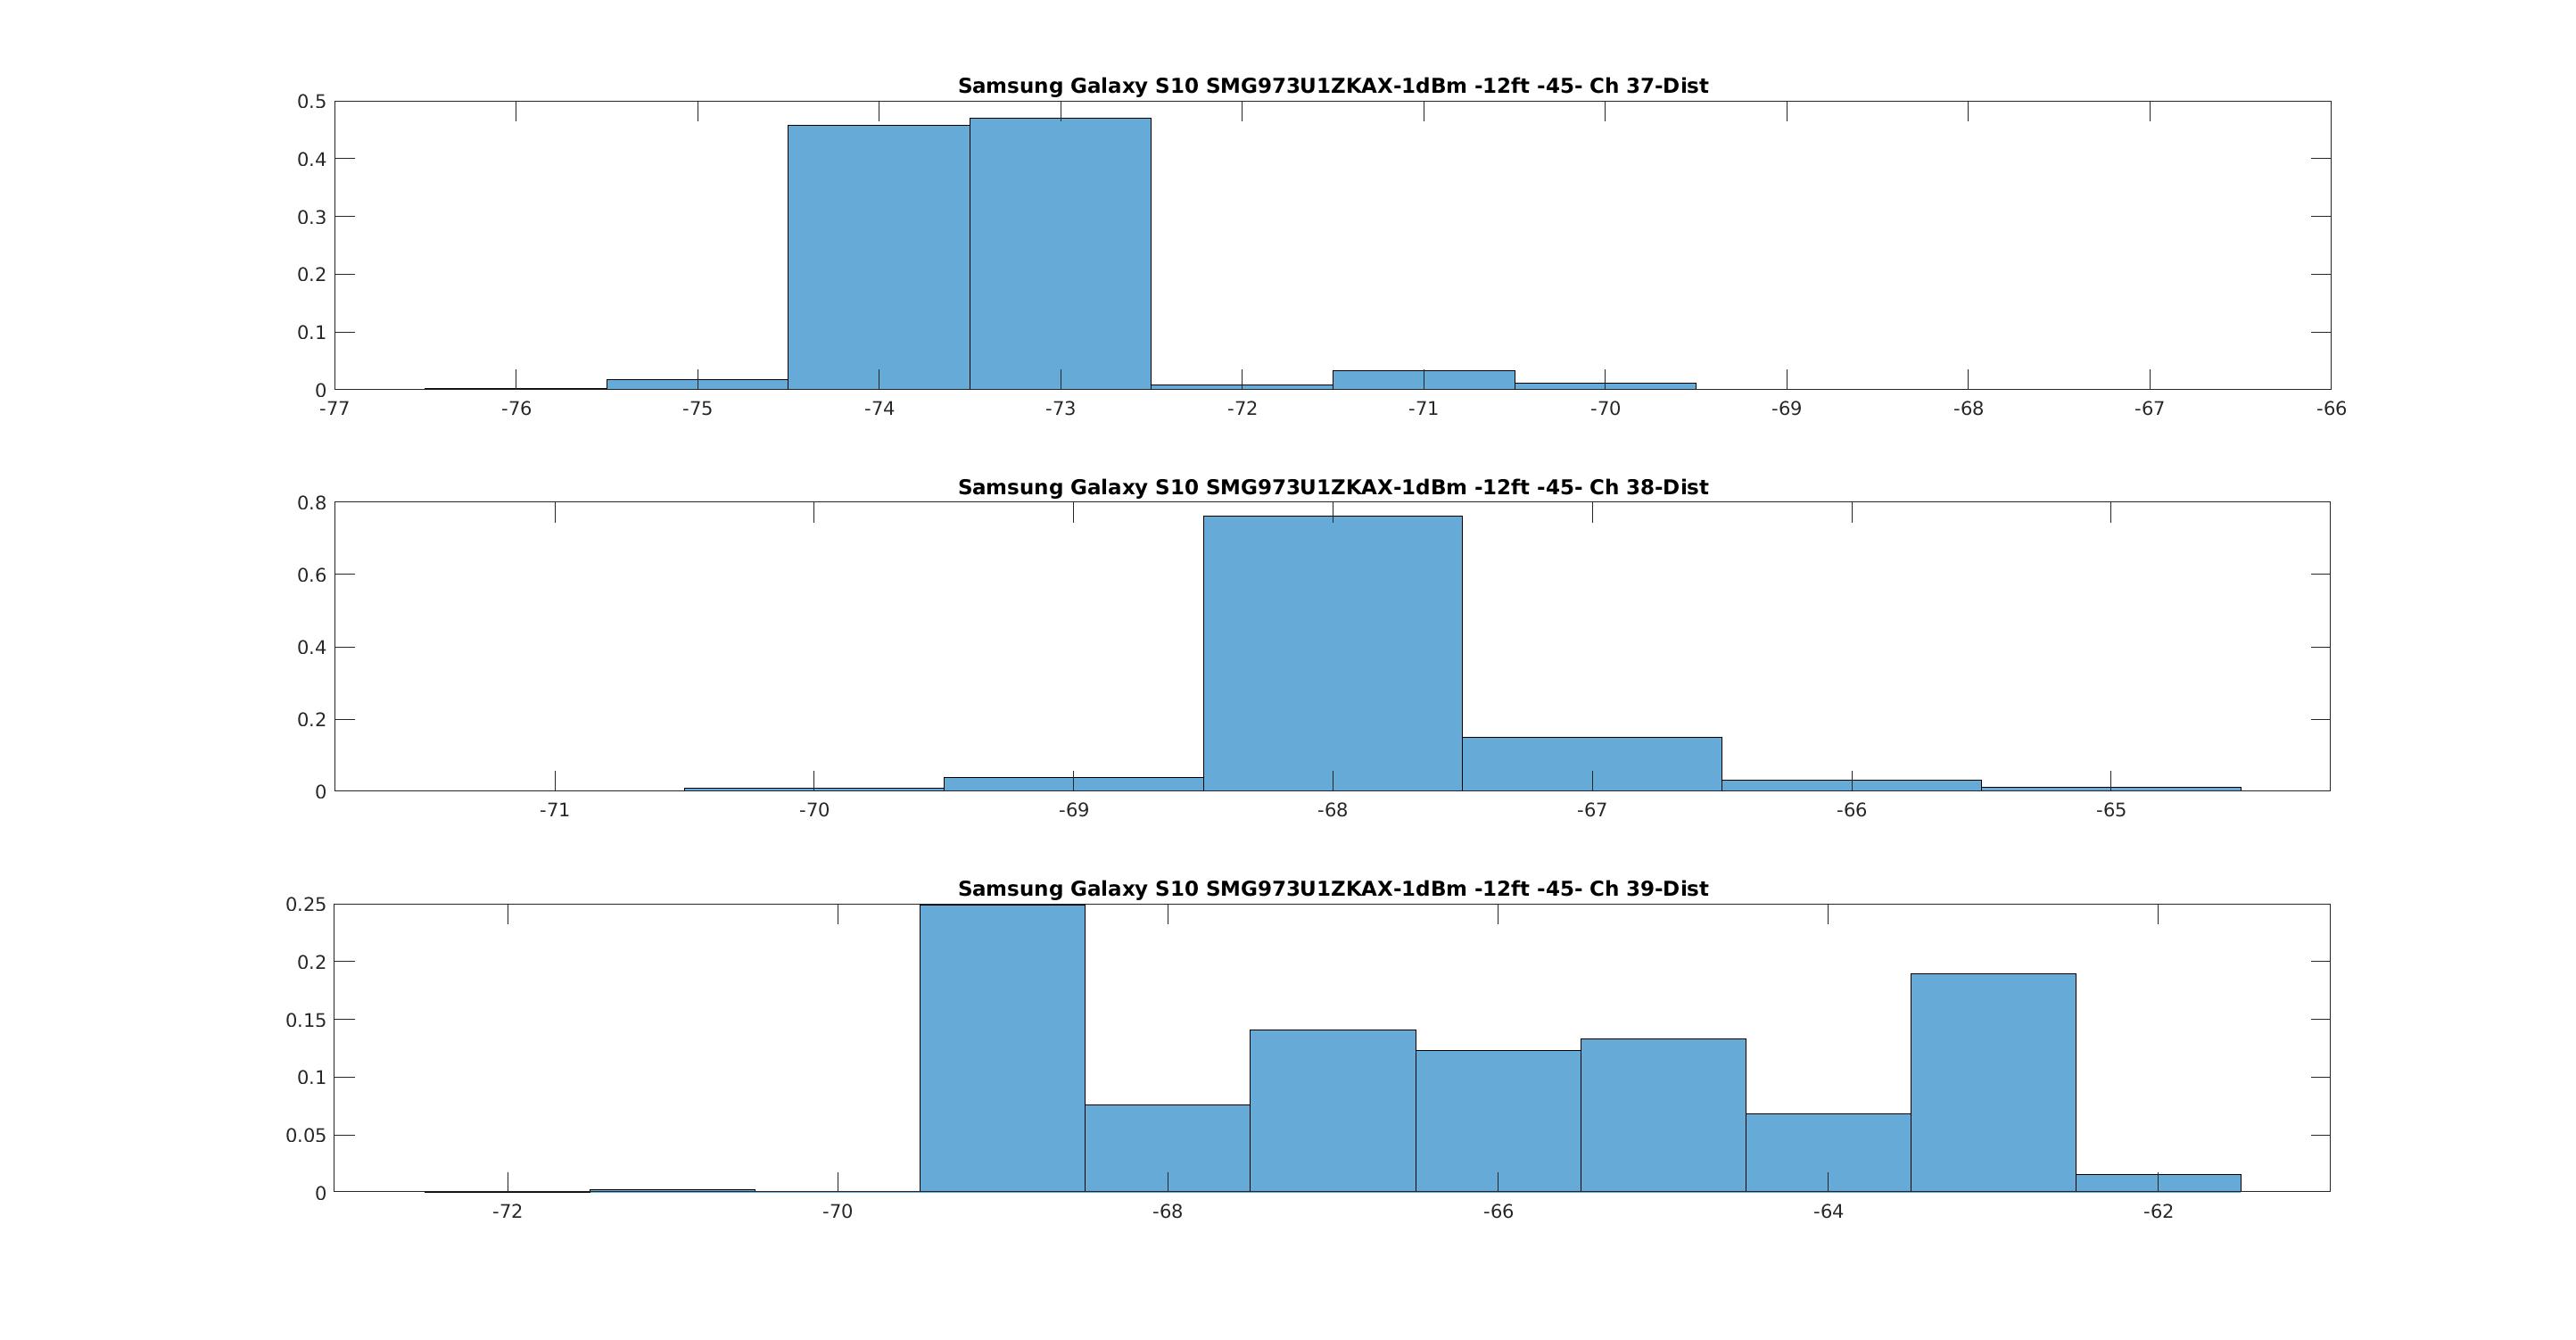 Samsung Galaxy S10 SMG973U1ZKAX-1dBm -12ft -45- Ch 37-Dist
0.5
0.4
0.3
0.2
0.1
0
-77 -76 -75 -74 -73 -72 -71 -70 -69 -68 -67 -66
Samsung Galaxy S10 SMG973U1ZKAX-1dBm -12ft -45- Ch 38-Dist
0.8
0.6
0.4
0.2
0
-71 -70 -69 -68 -67 -66 -65
Samsung Galaxy S10 SMG973U1ZKAX-1dBm -12ft -45- Ch 39-Dist
0.25
0.2
0.15
0.1
0.05
0
-72 -70 -68 -66 -64 -62